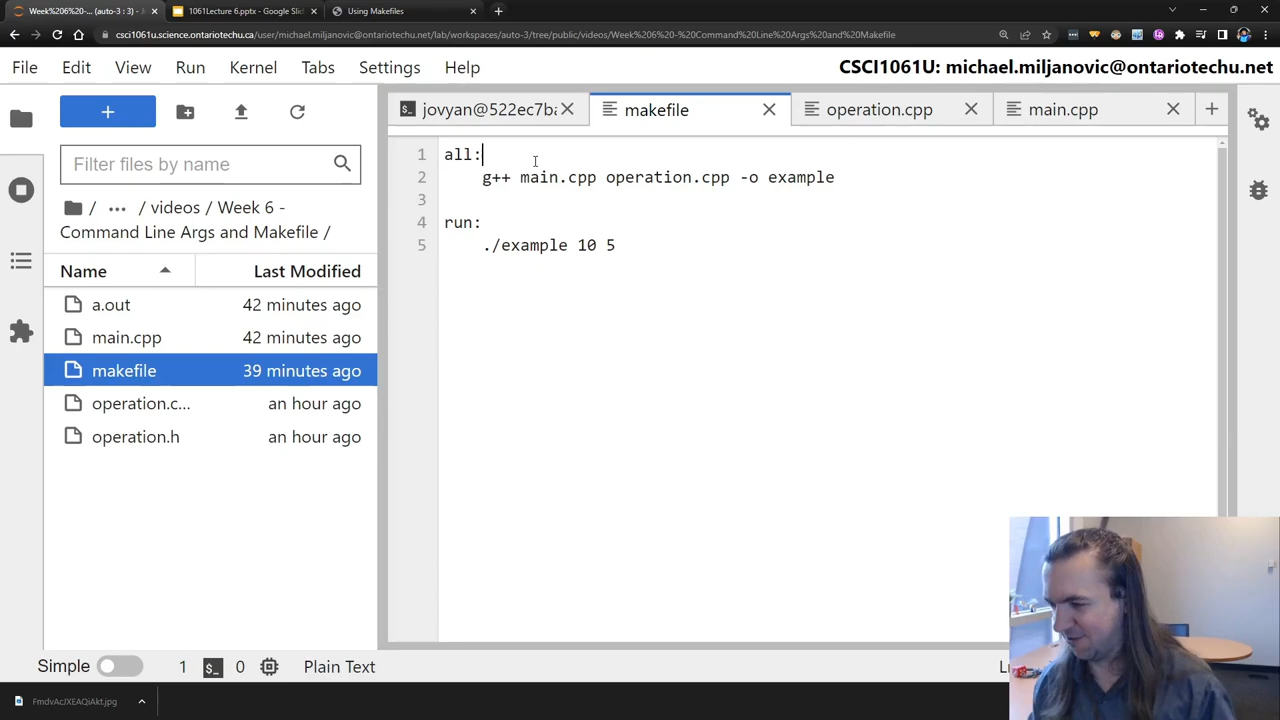 Week%206%20-... (auto-3 : 3) - J
1061Lecture 6.pptx - Google Slid
Using Makefiles
csci1061u.science.ontariotechu.ca/user/michael.miljanovic@ontariotechu.net/lab/workspaces/auto-3/tree/public/videos/Week%206%20-%20Command%20Line%20Args%20and%20Makefile
File Edit View Run Kernel Tabs Settings Help CSCI1061U: michael.miljanovic@ontariotechu.net
jovyan@522ec7ba makefile operation.cpp main.cpp
Filter files by name
/ ... / videos / Week 6 -
Command Line Args and Makefile /
Name Last Modified
a.out 42 minutes ago
main.cpp 42 minutes ago
makefile 39 minutes ago
operation.c... an hour ago
operation.h an hour ago
1 all:
2 g++ main.cpp operation.cpp -o example
3
4 run:
5 ./example 10 5
Simple 1 0 Plain Text
FmdvAcJXEAQiAkt.jpg